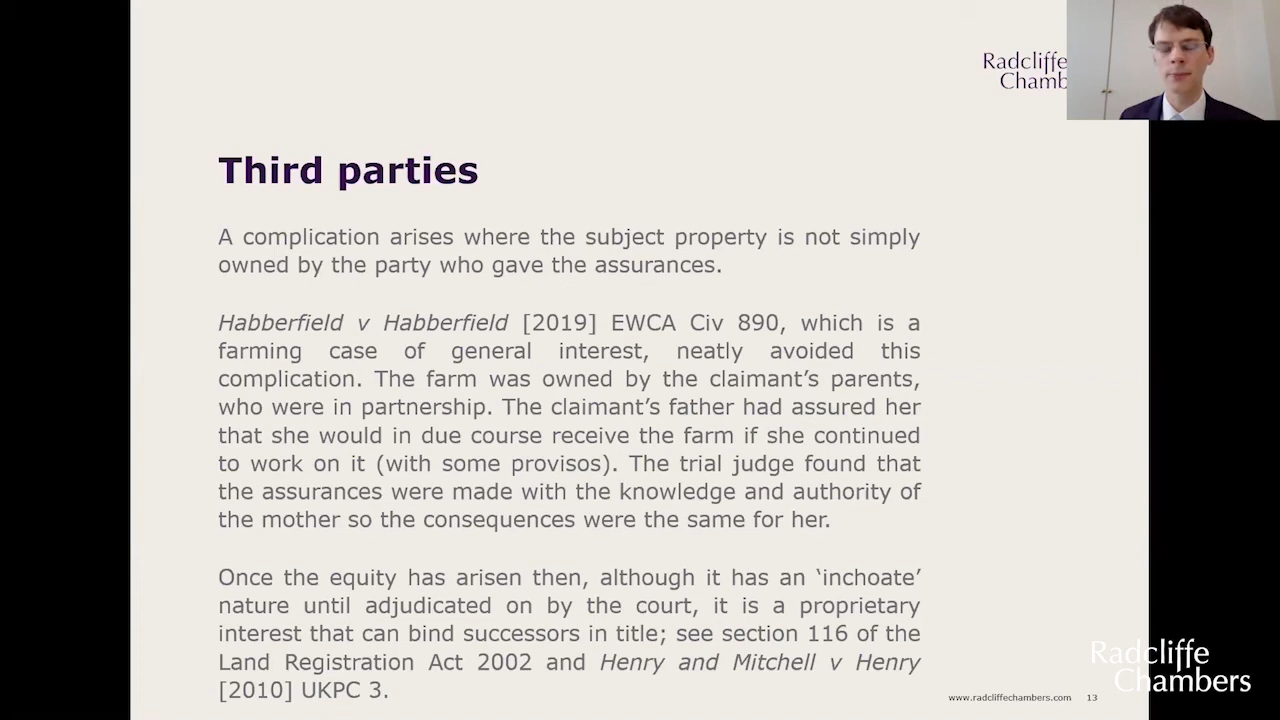 Radcliffe
Chamb
Third parties
A complication arises where the subject property is not simply
owned by the party who gave the assurances.
Habberfield v Habberfield [2019] EWCA Civ 890, which is a
farming case of general interest, neatly avoided this
complication. The farm was owned by the claimant’s parents,
who were in partnership. The claimant’s father had assured her
that she would in due course receive the farm if she continued
to work on it (with some provisos). The trial judge found that
the assurances were made with the knowledge and authority of
the mother so the consequences were the same for her.
Once the equity has arisen then, although it has an ‘inchoate’
nature until adjudicated on by the court, it is a proprietary
interest that can bind successors in title; see section 116 of the
Land Registration Act 2002 and Henry and Mitchell v Henry
[2010] UKPC 3.
Radcliffe
Chambers
www.radcliffechambers.com 13